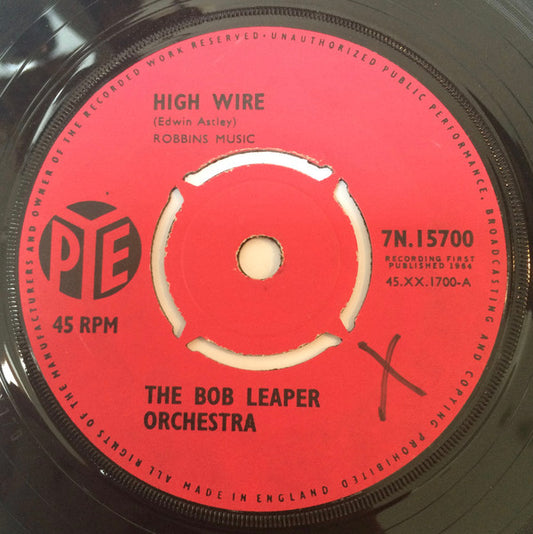 ALL RIGHTS OF THE MANUFACTURERS AND OWNER OF THE RECORDED WORK RESERVED · UNAUTHORIZED PUBLIC PERFORMANCE, BROADCASTING AND COPYING PROHIBITED
HIGH WIRE
(Edwin Astley)
ROBBINS MUSIC
PYE
45 RPM
7N.15700
RECORDING FIRST
PUBLISHED 1964
45.XX.1700-A
X
THE BOB LEAPER
ORCHESTRA
MADE IN ENGLAND